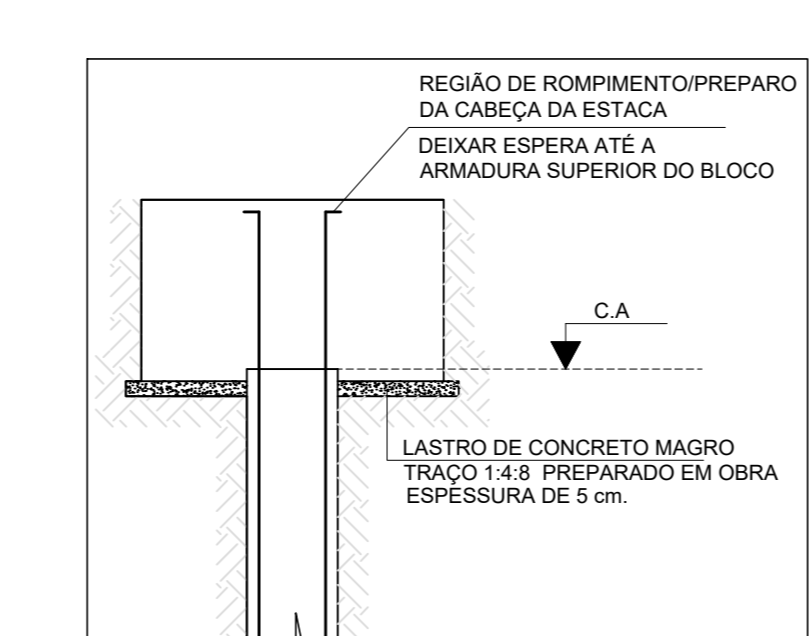 REGIÃO DE ROMPIMENTO/PREPARO
DA CABEÇA DA ESTACA
DEIXAR ESPERA ATÉ A
ARMADURA SUPERIOR DO BLOCO
C.A
LASTRO DE CONCRETO MAGRO
TRAÇO 1:4:8 PREPARADO EM OBRA
ESPESSURA DE 5 cm.